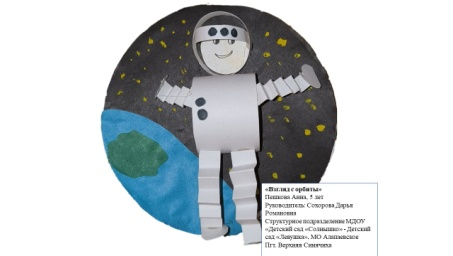 «Взгляд с орбиты»
Пешкова Анна, 5 лет
Руководитель: Сохорова Дарья
Романовна
Структурное подразделение МДОУ
«Детский сад «Солнышко» - Детский
сад «Левушка», МО Алапаевское
Пгт. Верхняя Синячиха